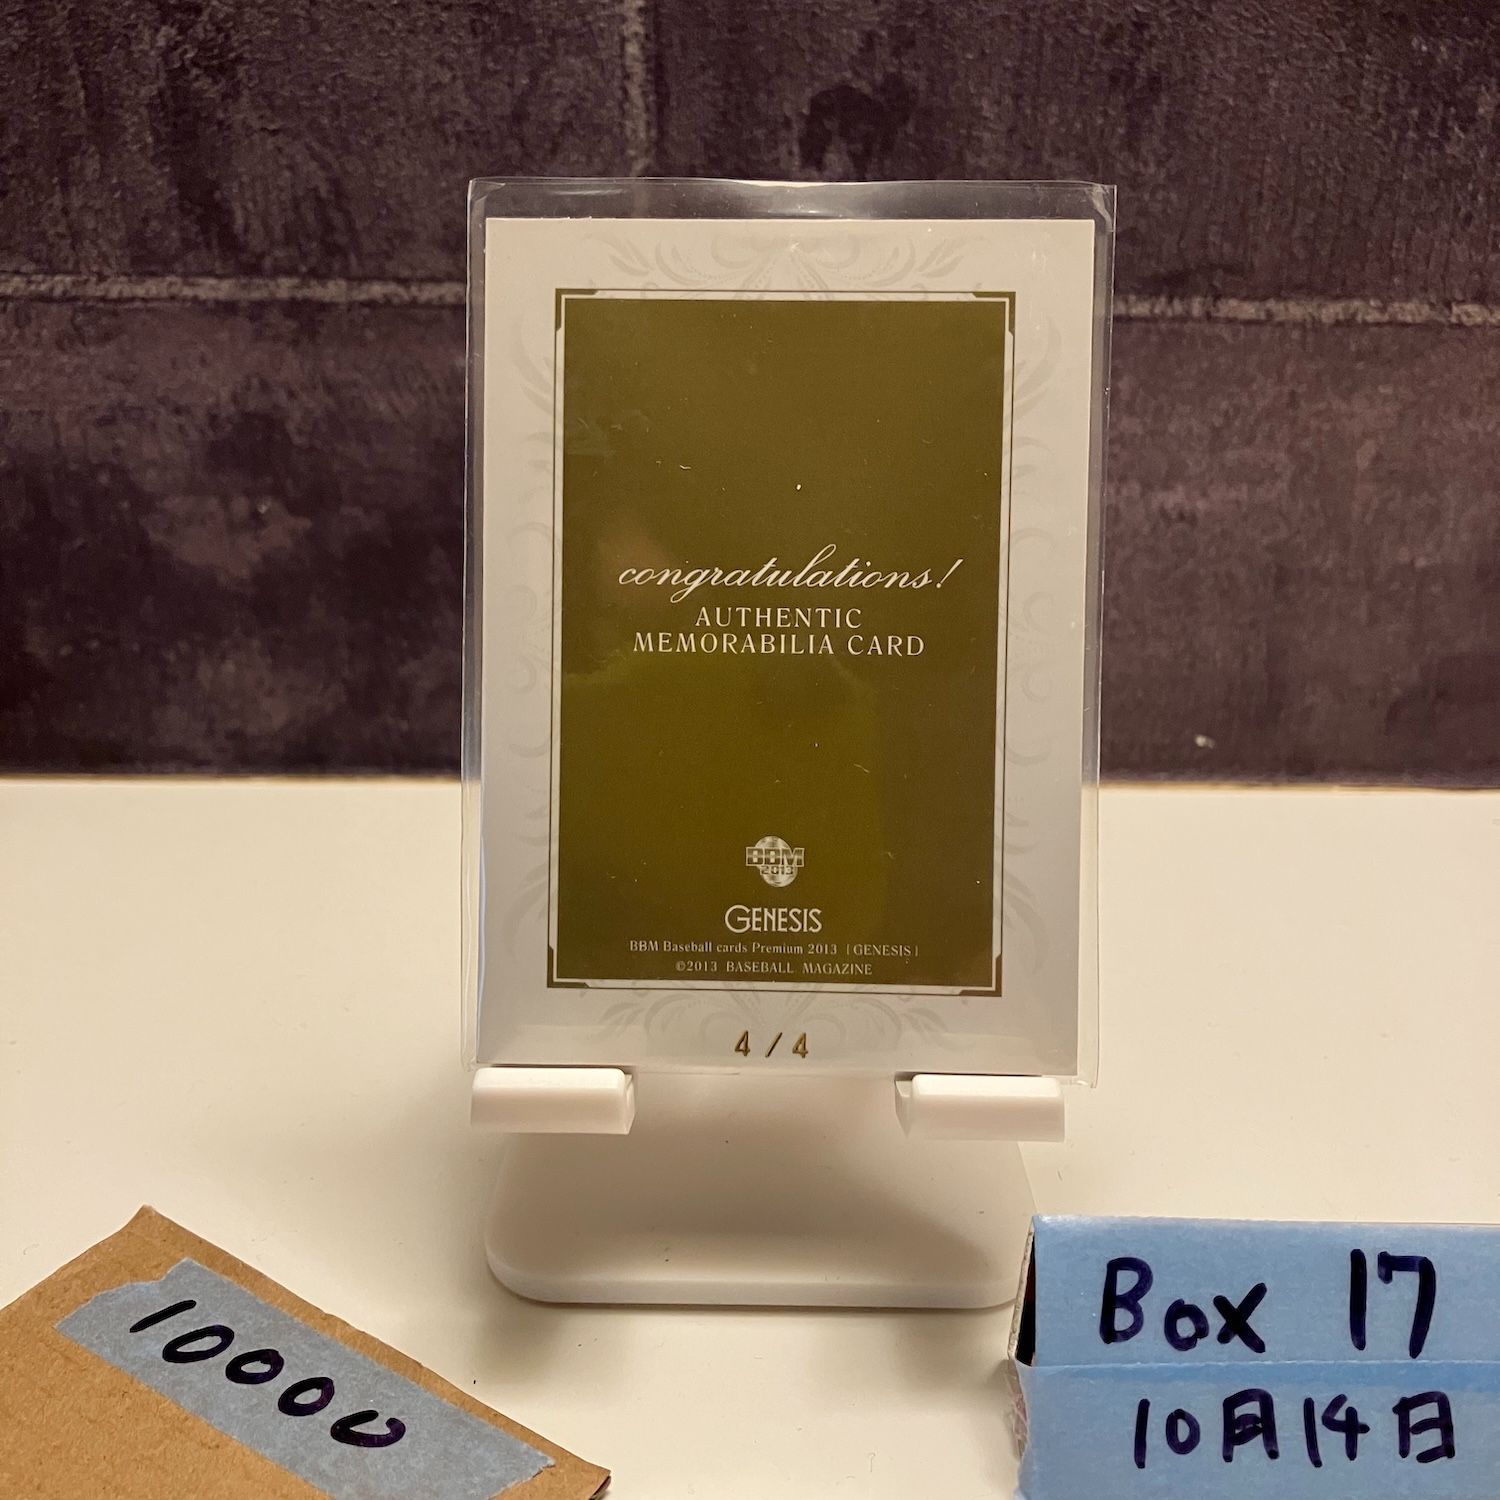 congratulations!
AUTHENTIC
MEMORABILIA CARD
BBM
2013
GENESIS
BBM Baseball cards Premium 2013 [GENESIS]
©2013 BASEBALL MAGAZINE
4/4
10000
Box 17
10月14日